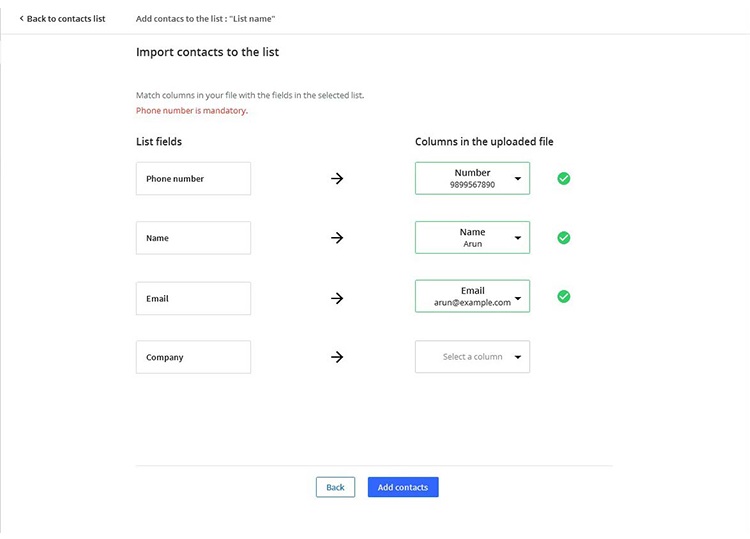 Back to contacts list
Add contacs to the list : "List name"
Import contacts to the list
Match columns in your file with the fields in the selected list.
Phone number is mandatory.
List fields
Columns in the uploaded file
Phone number
Number
9899567890
Name
Name
Arun
Email
Email
arun@example.com
Company
Select a column
Back
Add contacts